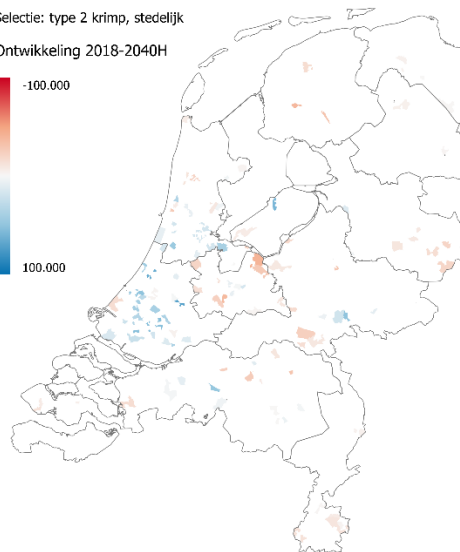 Selectie: type 2 krimp, stedelijk
Ontwikkeling 2018-2040H
-100.000
100.000